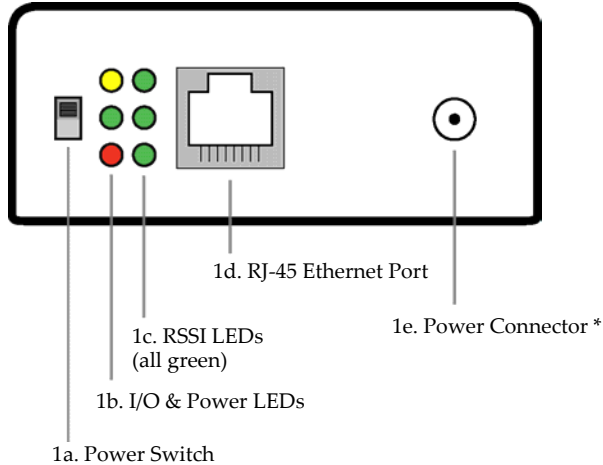 1d. RJ-45 Ethernet Port
1e. Power Connector *
1c. RSSI LEDs
(all green)
1b. I/O & Power LEDs
1a. Power Switch